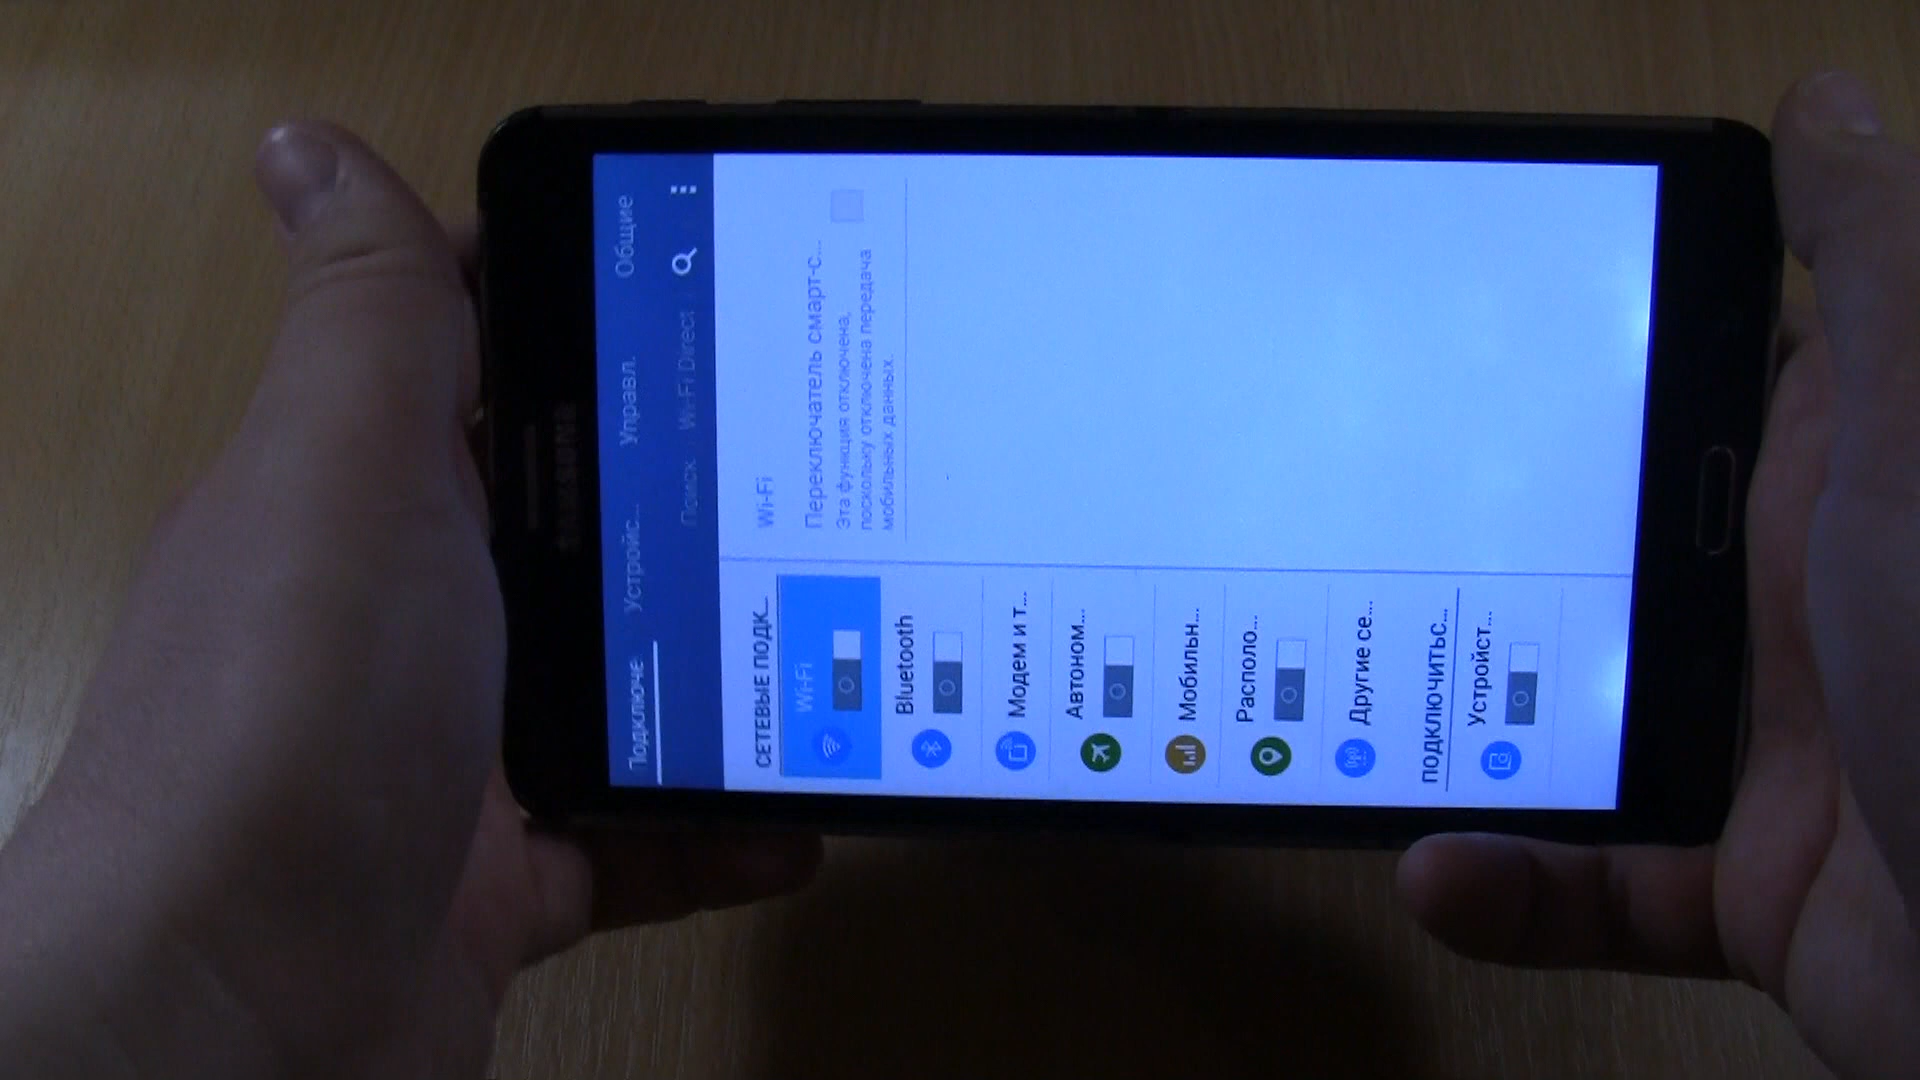 SAMSUNG
Подключе
Устройс...
Управл.
Общие
Поиск
Wi-Fi Direct
СЕТЕВЫЕ ПОДК...
Wi-Fi
Bluetooth
Модем и т...
Автоном...
Мобильн...
Располо...
Другие се...
ПОДКЛЮЧИТЬС...
Устройст...
Wi-Fi
Переключатель смарт-с...
Эта функция отключена,
поскольку отключена передача
мобильных данных.